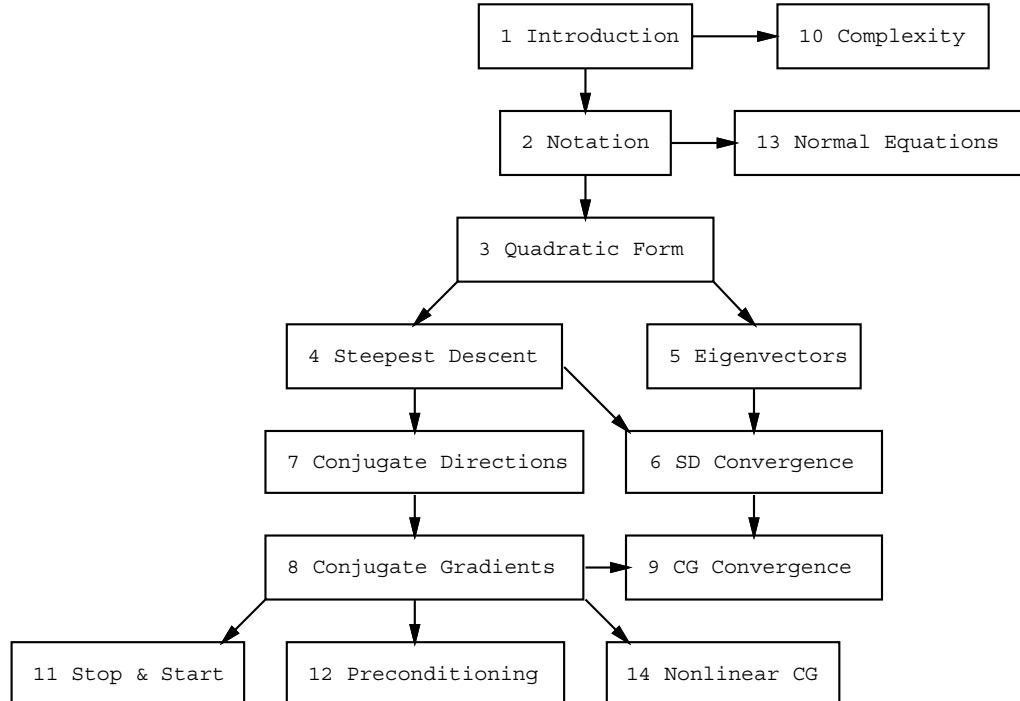 1 Introduction
10 Complexity
2 Notation
13 Normal Equations
3 Quadratic Form
4 Steepest Descent
5 Eigenvectors
7 Conjugate Directions
6 SD Convergence
8 Conjugate Gradients
9 CG Convergence
11 Stop & Start
12 Preconditioning
14 Nonlinear CG